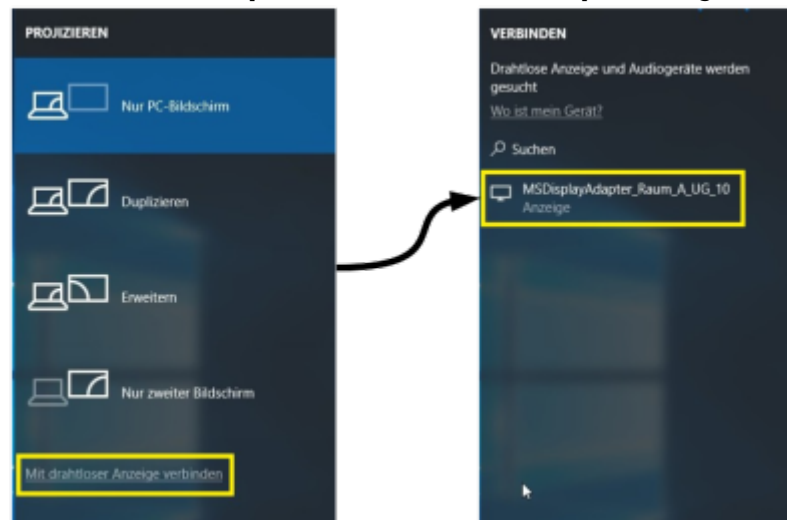 PROJIZIEREN
Nur PC-Bildschirm
Duplizieren
Erweitern
Nur zweiter Bildschirm
Mit drahtloser Anzeige verbinden
VERBINDEN
Drahtlose Anzeige und Audiogeräte werden
gesucht
Wo ist mein Gerät?
Suchen
MSDisplayAdapter_Raum_A_UG_10
Anzeige